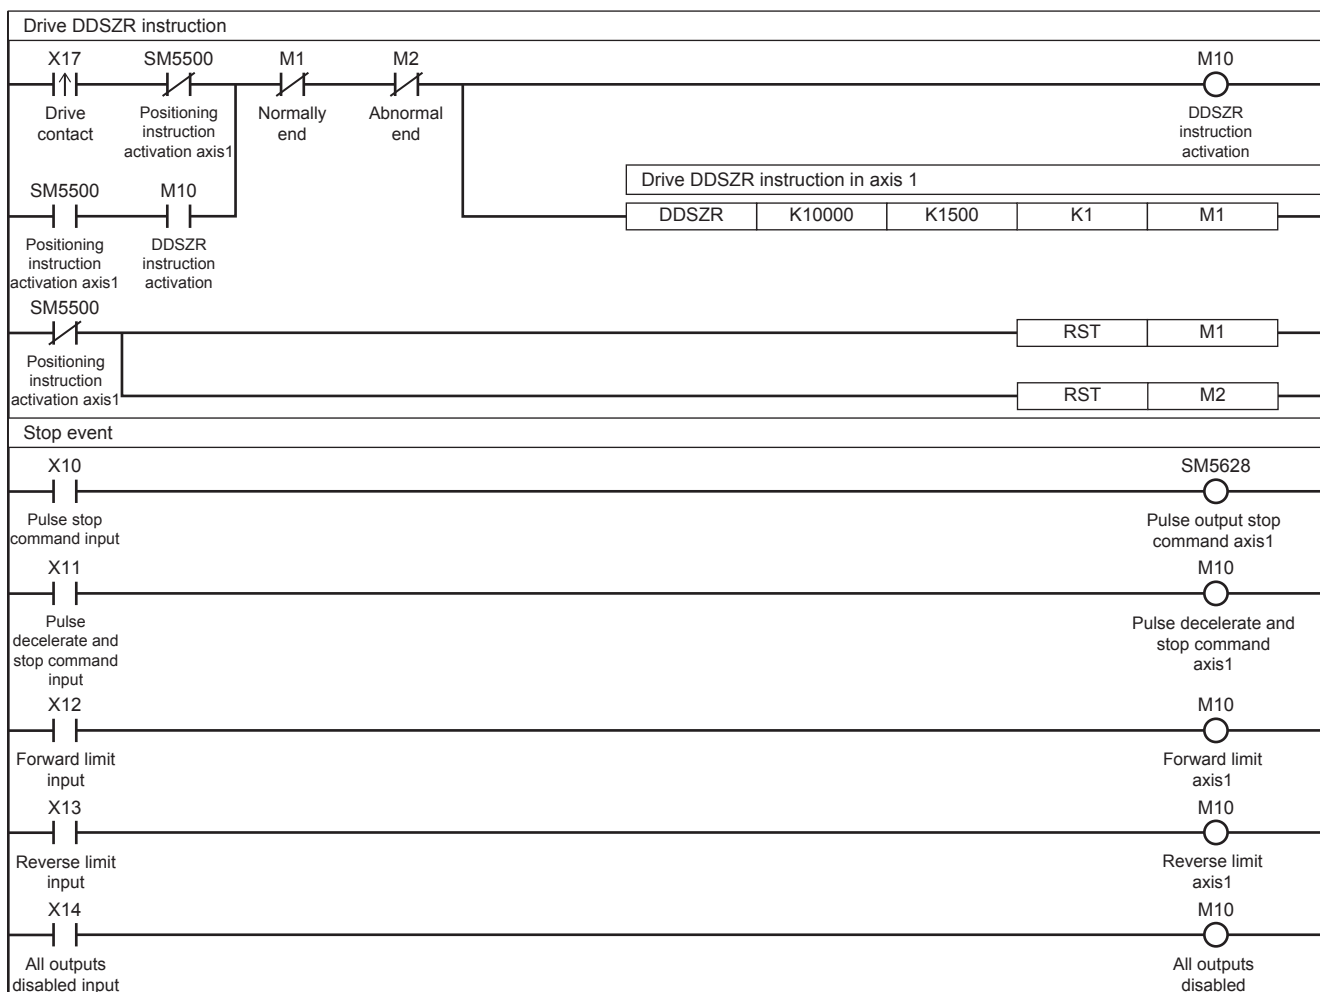 Drive DDSZR instruction
X17 SM5500 M1 M2 M10
Drive contact
Positioning instruction activation axis1
Normally end
Abnormal end
DDSZR instruction activation
SM5500 M10
Positioning instruction activation axis1
DDSZR instruction activation
Drive DDSZR instruction in axis 1
DDSZR K10000 K1500 K1 M1
SM5500
Positioning instruction activation axis1
RST M1
RST M2
Stop event
X10 SM5628
Pulse stop command input
Pulse output stop command axis1
X11 M10
Pulse decelerate and stop command input
Pulse decelerate and stop command axis1
X12 M10
Forward limit input
Forward limit axis1
X13 M10
Reverse limit input
Reverse limit axis1
X14 M10
All outputs disabled input
All outputs disabled